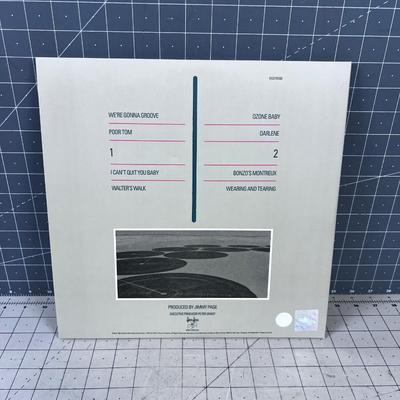 WE'RE GONNA GROOVE
POOR TOM
1
I CAN'T QUIT YOU BABY
WALTER'S WALK
OZONE BABY
DARLENE
2
BONZO'S MONTREUX
WEARING AND TEARING
PRODUCED BY JIMMY PAGE
EXECUTIVE PRODUCER PETER GRANT